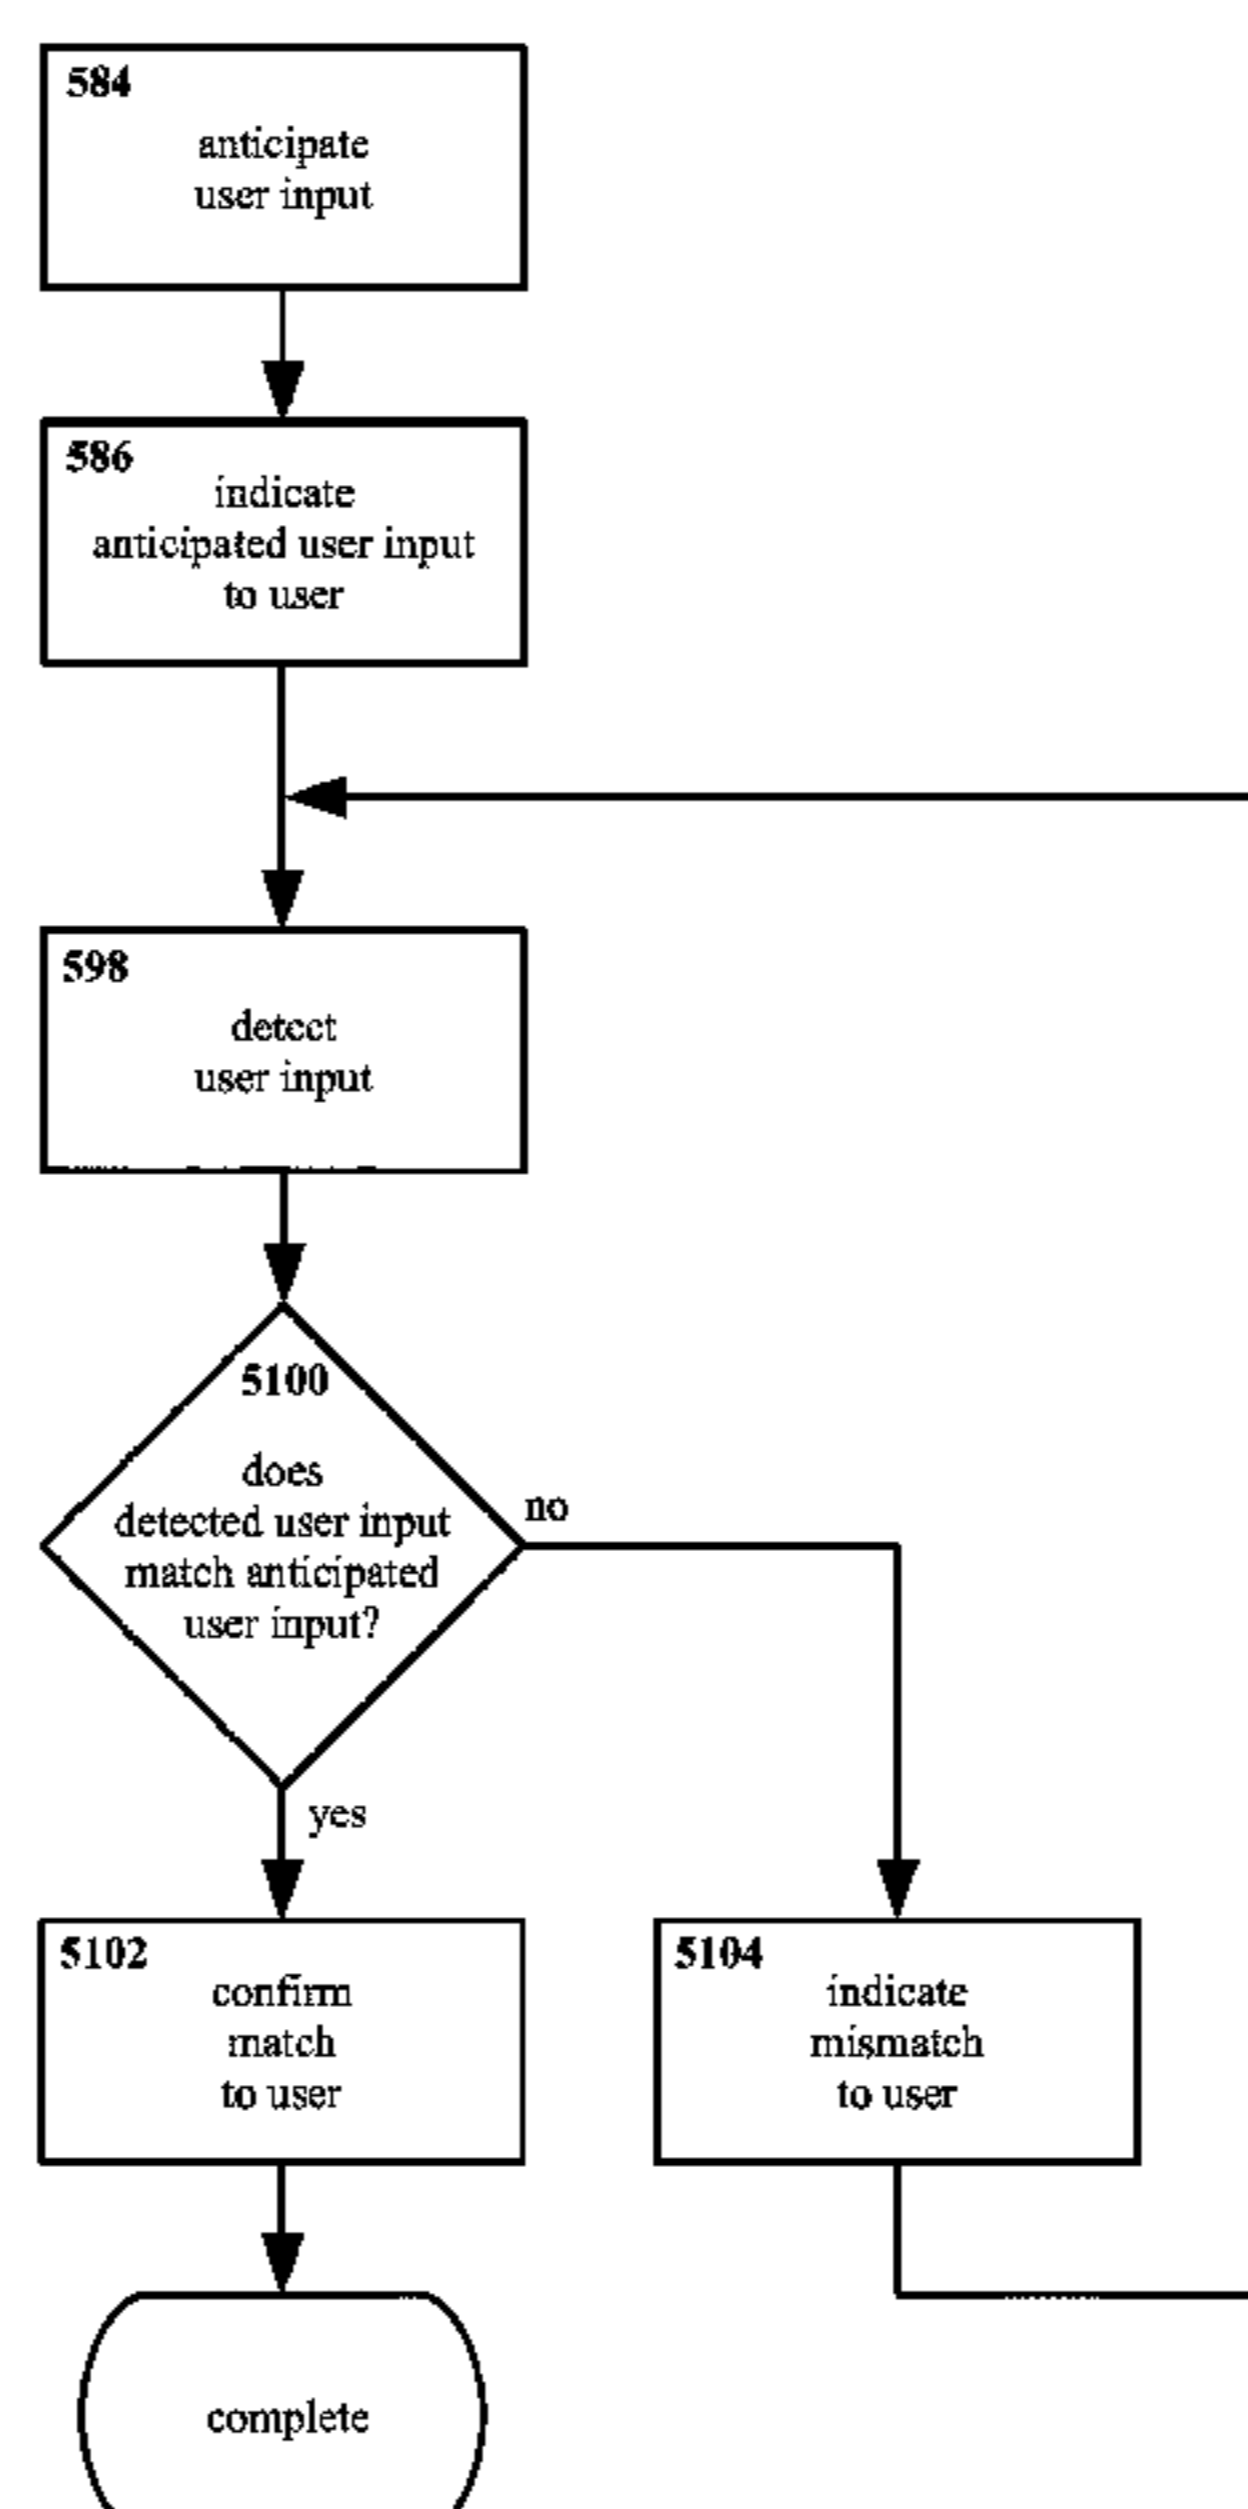 584
anticipate
user input
586
indicate
anticipated user input
to user
598
detect
user input
5100
does
detected user input
match anticipated
user input?
no
yes
5102
confirm
match
to user
5104
indicate
mismatch
to user
complete